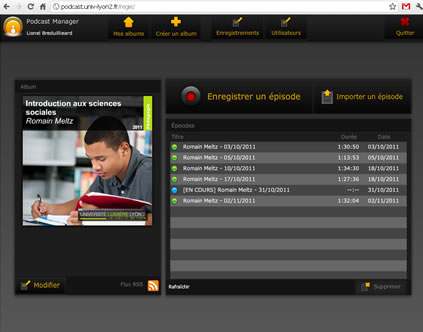 podcast.univ-lyon2.fr/regie/
Podcast Manager
Lionel Breduillieard
Mes albums
Créer un album
Enregistrements
Utilisateurs
Quitter
Album
Introduction aux sciences
sociales
Romain Meltz
2011
UNIVERSITÉ LUMIÈRE LYON 2
Modifier
Flux RSS
Enregistrer un épisode
Importer un épisode
Épisodes
Titre Durée Date
Romain Meltz - 03/10/2011 1:30:50 03/10/2011
Romain Meltz - 05/10/2011 1:13:53 05/10/2011
Romain Meltz - 10/10/2011 1:34:30 18/10/2011
Romain Meltz - 17/10/2011 1:27:36 18/10/2011
[EN COURS] Romain Meltz - 31/10/2011 --:-- 31/10/2011
Romain Meltz - 02/11/2011 1:32:04 02/11/2011
Rafraîchir
Supprimer